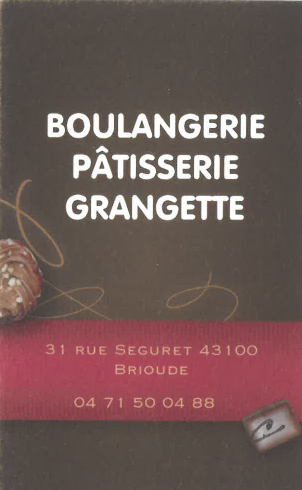 BOULANGERIE
PÂTISSERIE
GRANGETTE
31 RUE SEGURET 43100
BRIOUDE
04 71 50 04 88